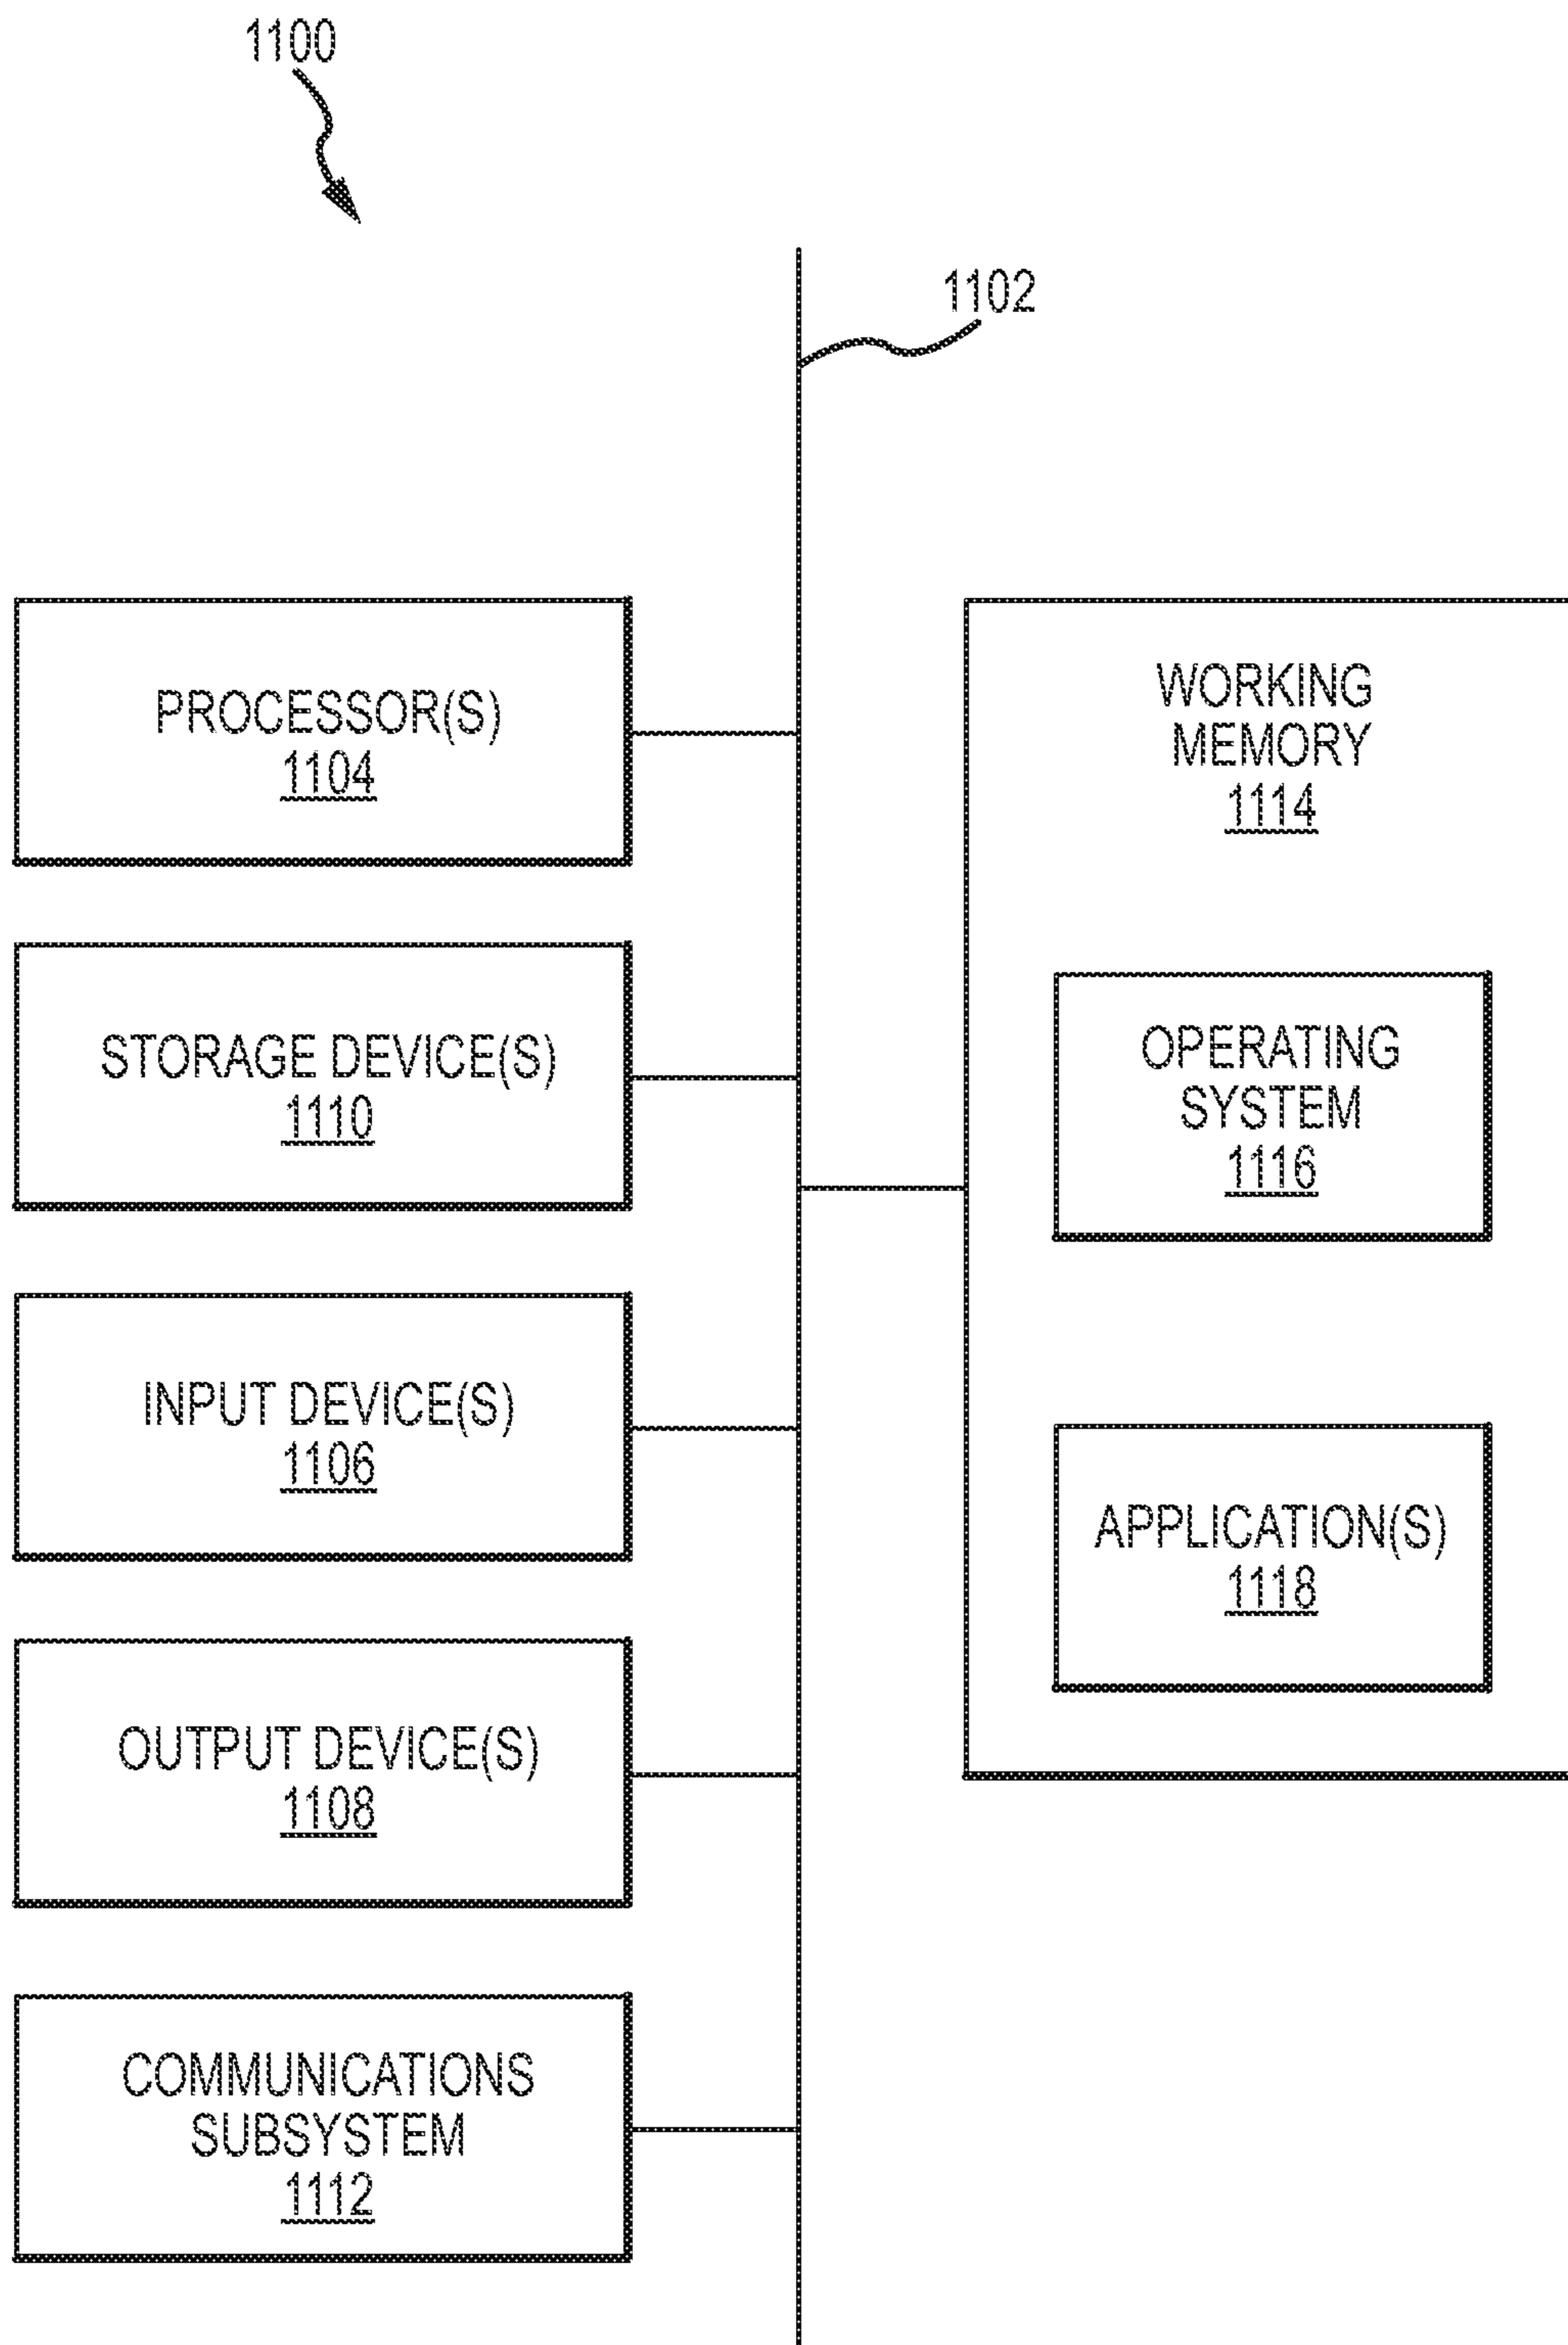 1100
1102
PROCESSOR(S)
1104
STORAGE DEVICE(S)
1110
INPUT DEVICE(S)
1106
OUTPUT DEVICE(S)
1108
COMMUNICATIONS
SUBSYSTEM
1112
WORKING
MEMORY
1114
OPERATING
SYSTEM
1116
APPLICATION(S)
1118